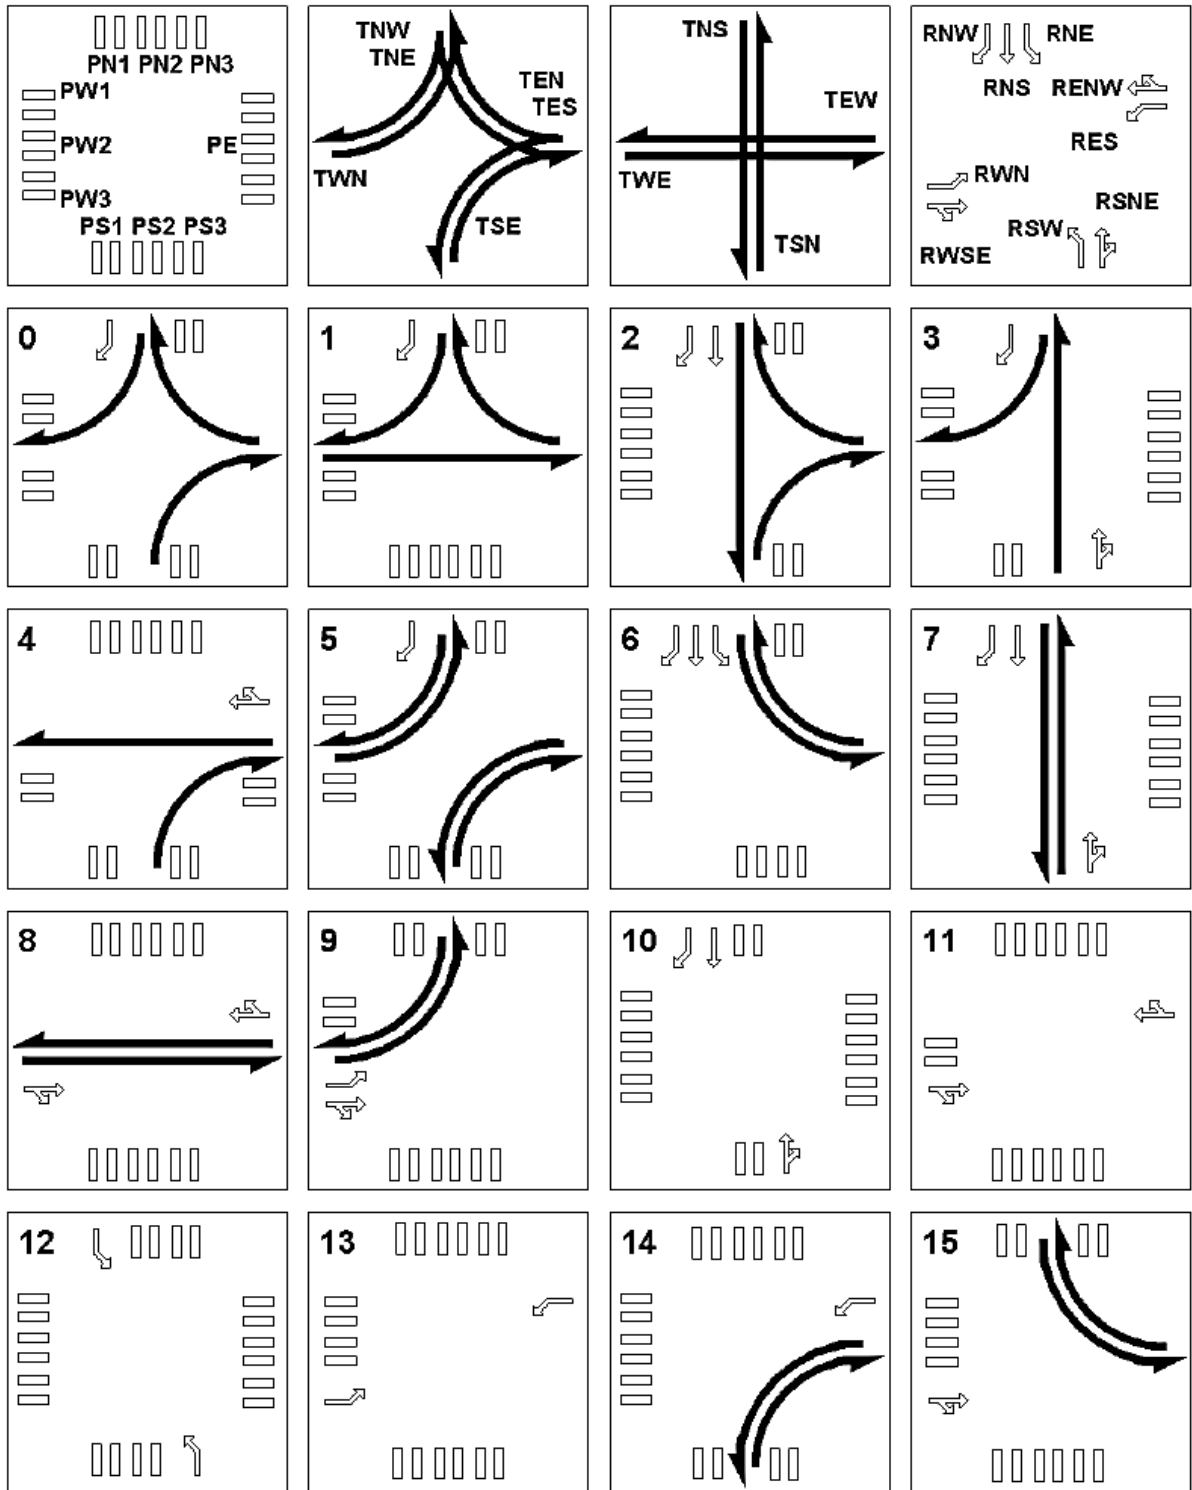 PN1 PN2 PN3
PW1
PW2
PE
PW3
PS1 PS2 PS3
TNW
TNE
TEN
TES
TWN
TSE
TNS
TEW
TWE
TSN
RNW
RNE
RNS
RENW
RES
RWN
RSNE
RSW
RWSE
0
1
2
3
4
5
6
7
8
9
10
11
12
13
14
15